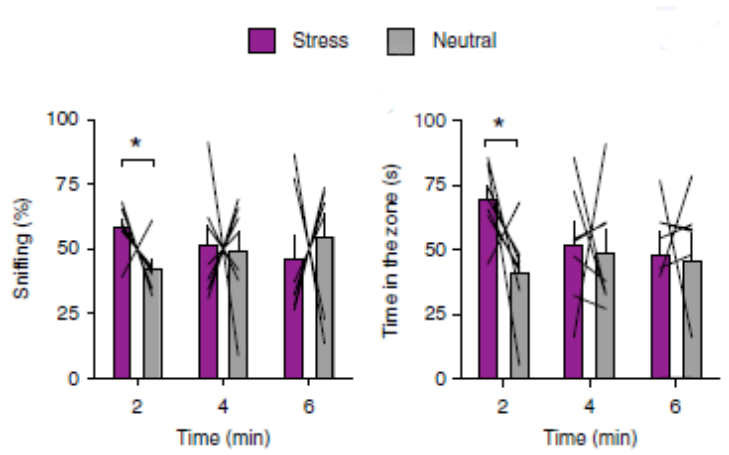 Stress Neutral
Sniffing (%)
100
75
50
25
0
*
2 4 6
Time (min)
Time in the zone (s)
100
75
50
25
0
*
2 4 6
Time (min)